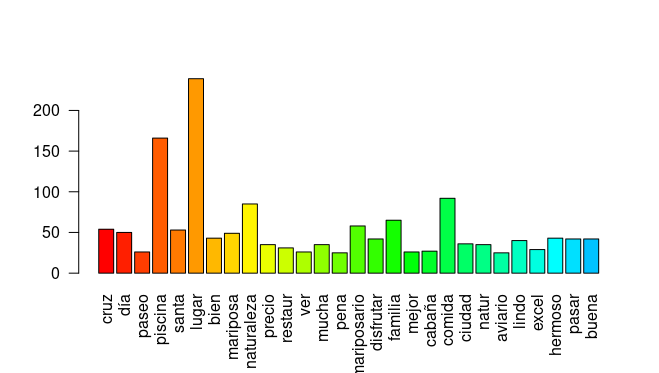 200
150
100
50
0
cruz
día
paseo
piscina
santa
lugar
bien
mariposa
naturaleza
precio
restaur
ver
mucha
pena
mariposario
disfrutar
familia
mejor
cabaña
comida
ciudad
natur
aviario
lindo
excel
hermoso
pasar
buena